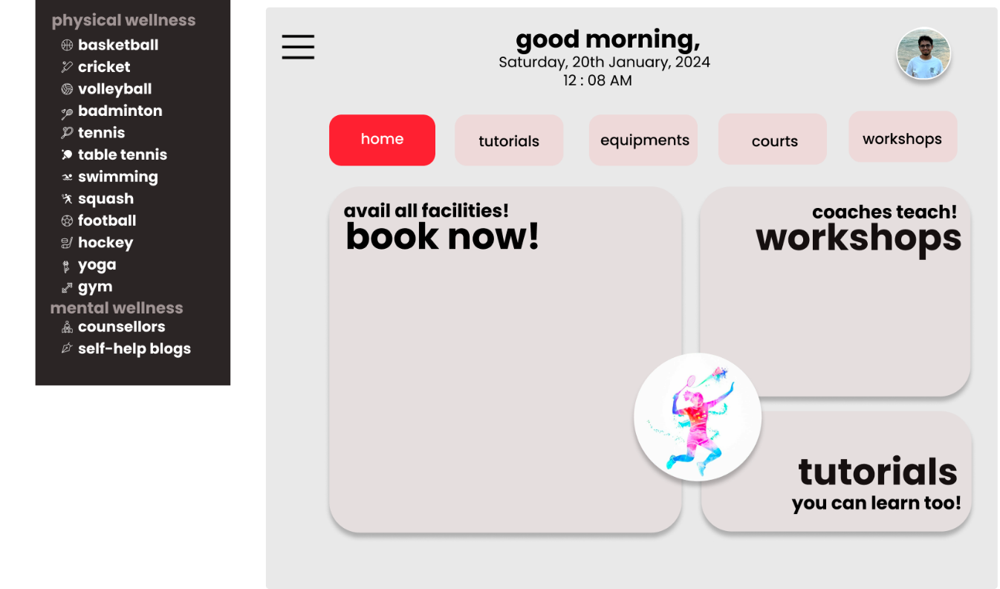 physical wellness
basketball
cricket
volleyball
badminton
tennis
table tennis
swimming
squash
football
hockey
yoga
gym
mental wellness
counsellors
self-help blogs
good morning,
Saturday, 20th January, 2024
12 : 08 AM
home
tutorials
equipments
courts
workshops
avail all facilities!
book now!
coaches teach!
workshops
tutorials
you can learn too!